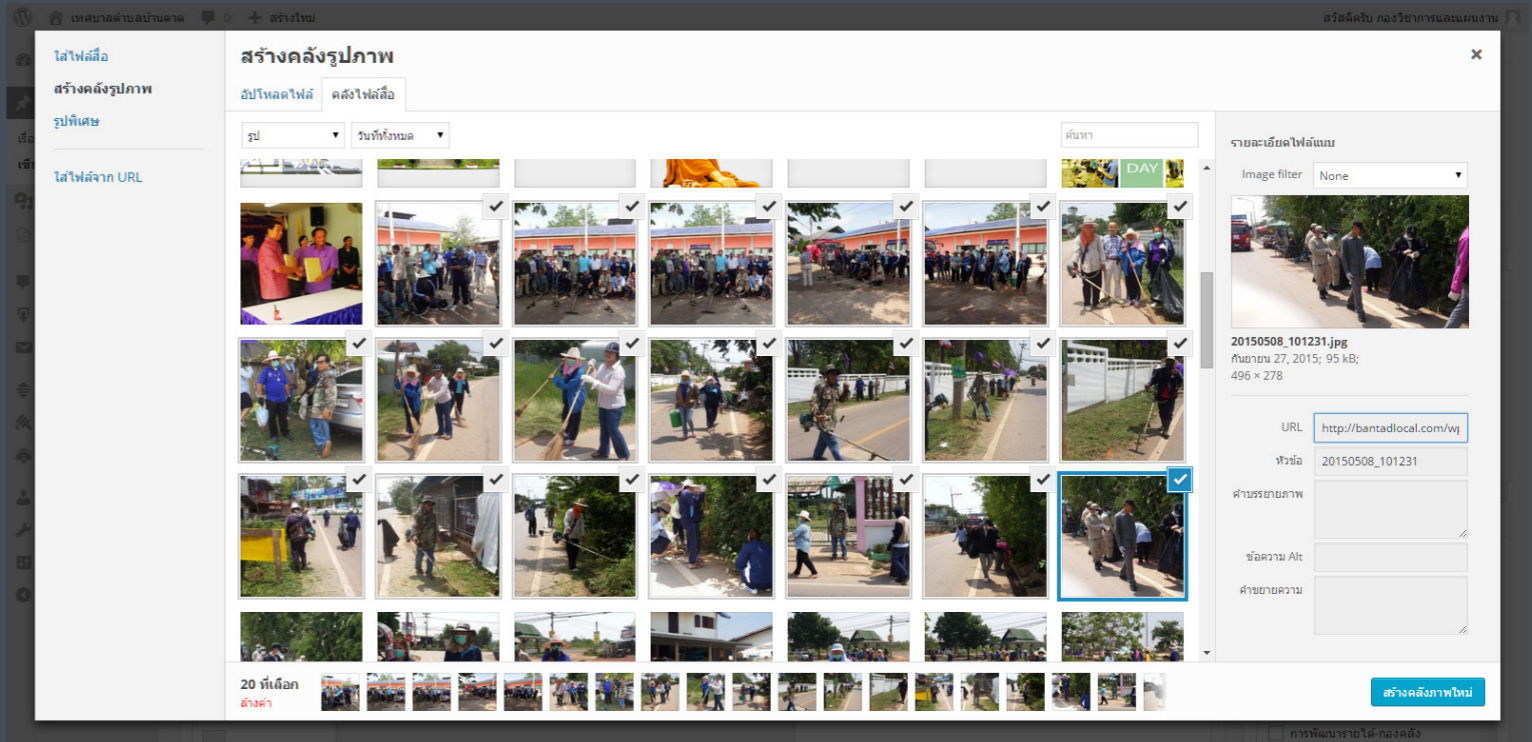 เทศบาลตำบลบ้านดาด 0 + สร้างใหม่
สวัสดีครับ กองวิชาการและแผนงาน
ใส่ไฟล์สื่อ
สร้างคลังรูปภาพ
รูปพิเศษ
ใส่ไฟล์จาก URL
สร้างคลังรูปภาพ
อัปโหลดไฟล์ คลังไฟล์สื่อ
รูป วันที่ทั้งหมด ค้นหา
DAY
รายละเอียดไฟล์แนบ
Image filter None
20150508_101231.jpg
กันยายน 27, 2015; 95 kB;
496 × 278
URL http://bantadlocal.com/wp
หัวข้อ 20150508_101231
คำบรรยายภาพ
ข้อความ Alt
คำขยายความ
20 ที่เลือก
ล้างค่า
สร้างคลังภาพใหม่
การพัฒนารายได้-กองคลัง